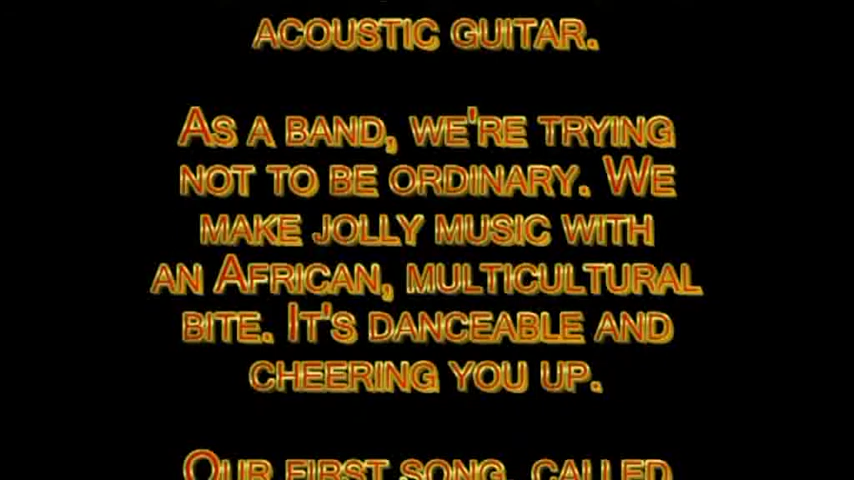 ACOUSTIC GUITAR.
AS A BAND, WE'RE TRYING
NOT TO BE ORDINARY. WE
MAKE JOLLY MUSIC WITH
AN AFRICAN, MULTICULTURAL
BITE. IT'S DANCEABLE AND
CHEERING YOU UP.
OUR FIRST SONG, CALLED